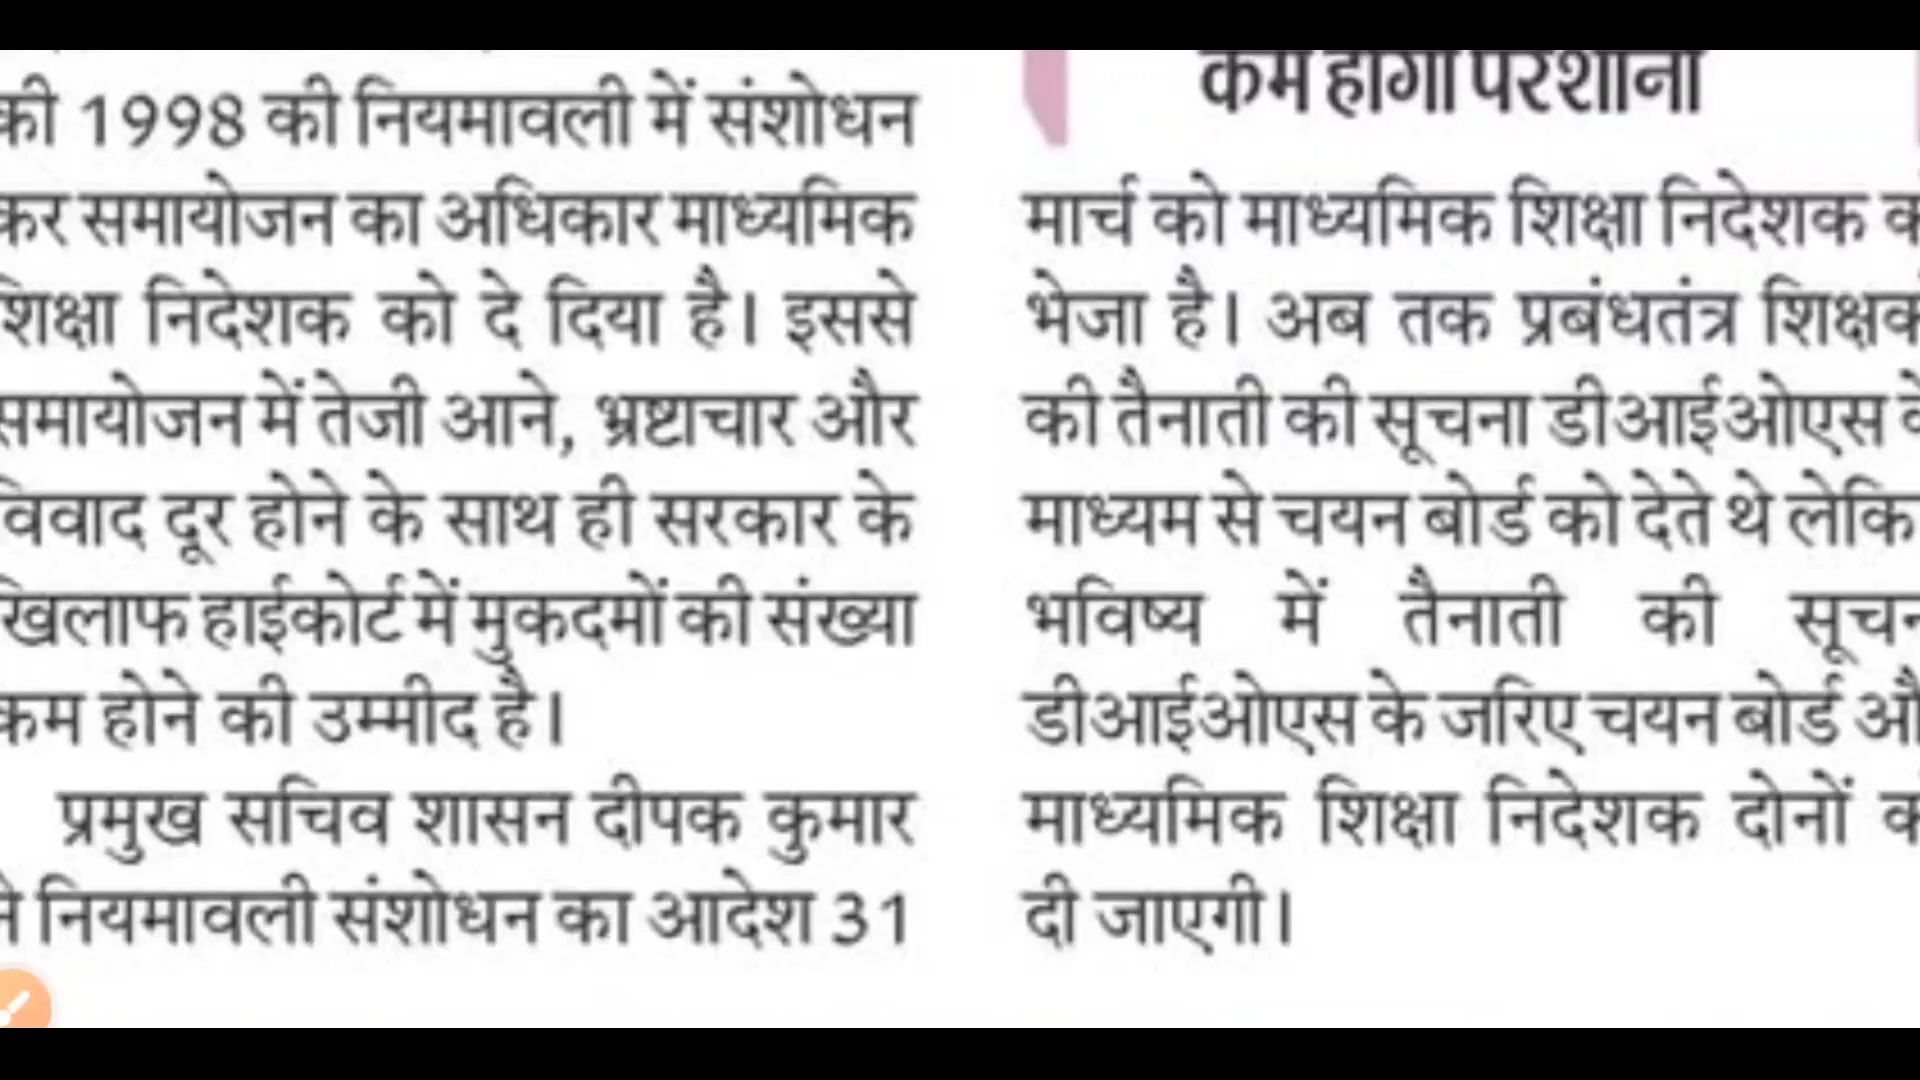 की 1998 की नियमावली में संशोधन
कर समायोजन का अधिकार माध्यमिक
शिक्षा निदेशक को दे दिया है। इससे
समायोजन में तेजी आने, भ्रष्टाचार और
विवाद दूर होने के साथ ही सरकार के
खिलाफ हाईकोर्ट में मुकदमों की संख्या
कम होने की उम्मीद है।
प्रमुख सचिव शासन दीपक कुमार
ने नियमावली संशोधन का आदेश 31
कम होगी परेशानी
मार्च को माध्यमिक शिक्षा निदेशक
भेजा है। अब तक प्रबंधतंत्र
की तैनाती की सूचना डीआईओएस
माध्यम से चयन बोर्ड को देते थे
भविष्य में तैनाती की
डीआईओएस के जरिए चयन बोर्ड
माध्यमिक शिक्षा निदेशक दोनों
दी जाएगी।